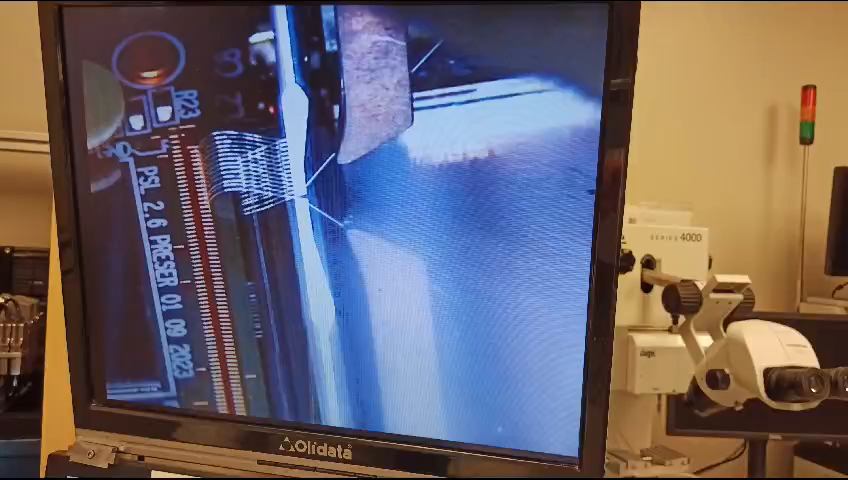 R23
PSL 2.6 PRESER 01 09 2023
SERIES 4000
Olidata